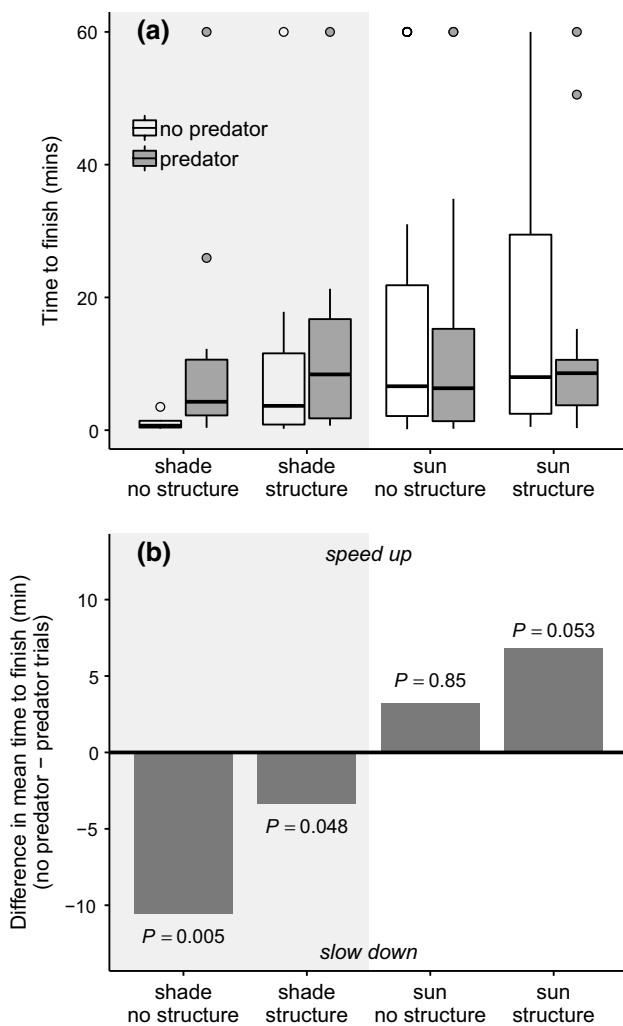 (a)
60
40
20
0
Time to finish (mins)
no predator
predator
shade
no structure
shade
structure
sun
no structure
sun
structure
(b)
speed up
10
5
0
−5
−10
Difference in mean time to finish (min)
(no predator − predator trials)
P = 0.005
P = 0.048
P = 0.85
P = 0.053
slow down
shade
no structure
shade
structure
sun
no structure
sun
structure